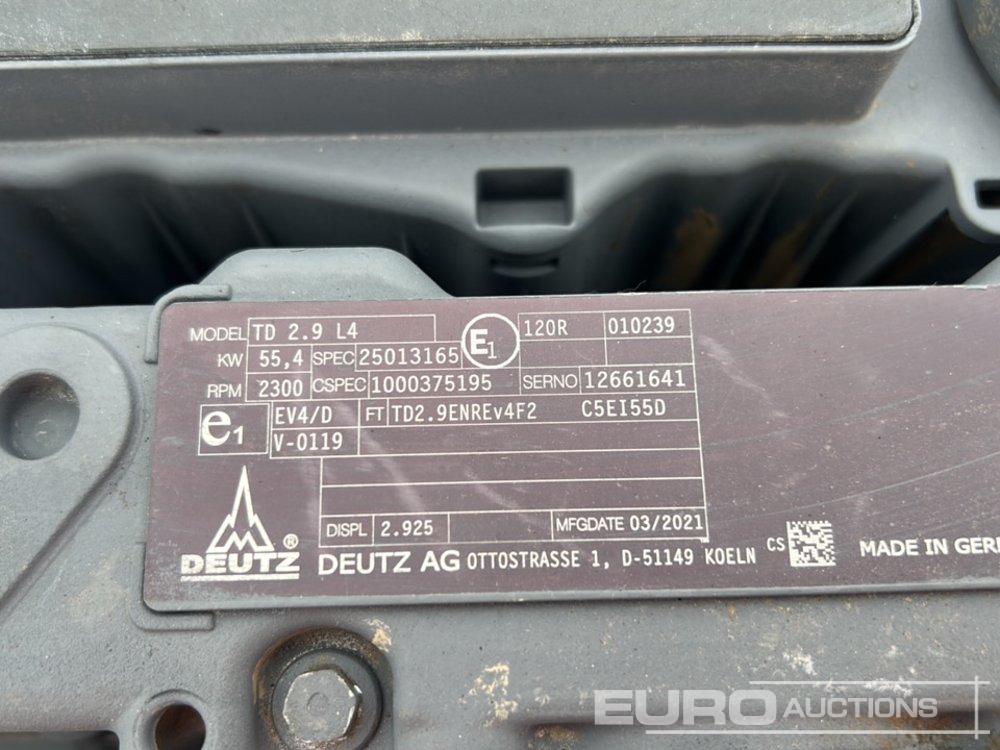 MODEL TD 2.9 L4 E1 120R 010239
KW 55,4 SPEC 25013165
RPM 2300 CSPEC 1000375195 SERNO 12661641
e1 EV4/D FT TD2.9ENREv4F2 C5EI55D
V-0119
DISPL 2.925 MFGDATE 03/2021
DEUTZ ® DEUTZ AG OTTOSTRASSE 1, D-51149 KOELN CS MADE IN GER
EURO AUCTIONS